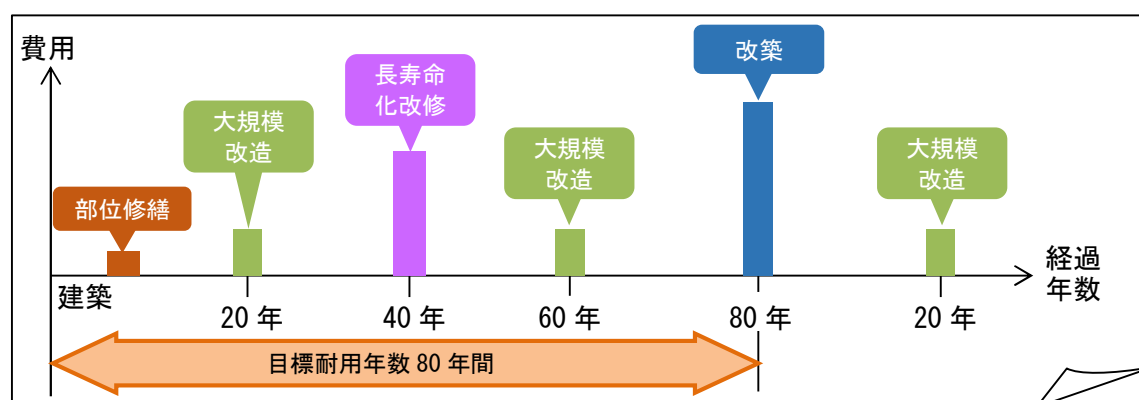 費用
部位修繕
大規模
改造
長寿命
化改修
大規模
改造
改築
大規模
改造
経過
年数
建築
20 年
40 年
60 年
80 年
20 年
目標耐用年数 80 年間